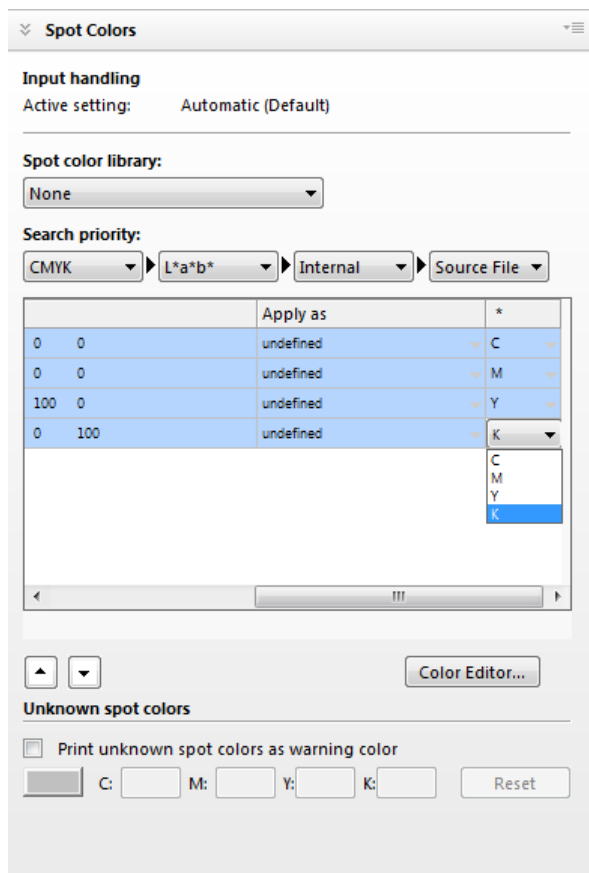 Spot Colors
Input handling
Active setting: Automatic (Default)
Spot color library:
None
Search priority:
CMYK L*a*b* Internal Source File
Apply as *
0 0 undefined C
0 0 undefined M
100 0 undefined Y
0 100 undefined K
C
M
Y
K
Color Editor...
Unknown spot colors
Print unknown spot colors as warning color
C: M: Y: K: Reset